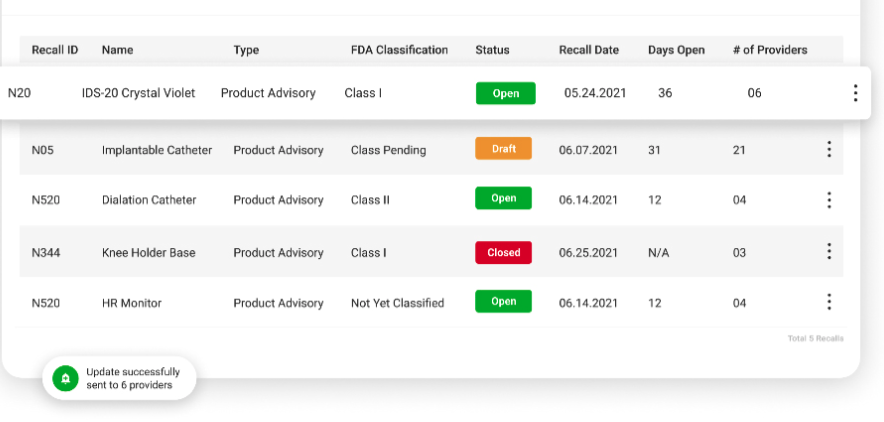 Recall ID Name Type FDA Classification Status Recall Date Days Open # of Providers
N20 IDS-20 Crystal Violet Product Advisory Class I Open 05.24.2021 36 06
N05 Implantable Catheter Product Advisory Class Pending Draft 06.07.2021 31 21
N520 Dialation Catheter Product Advisory Class II Open 06.14.2021 12 04
N344 Knee Holder Base Product Advisory Class I Closed 06.25.2021 N/A 03
N520 HR Monitor Product Advisory Not Yet Classified Open 06.14.2021 12 04
Total 5 Recalls
Update successfully
sent to 6 providers